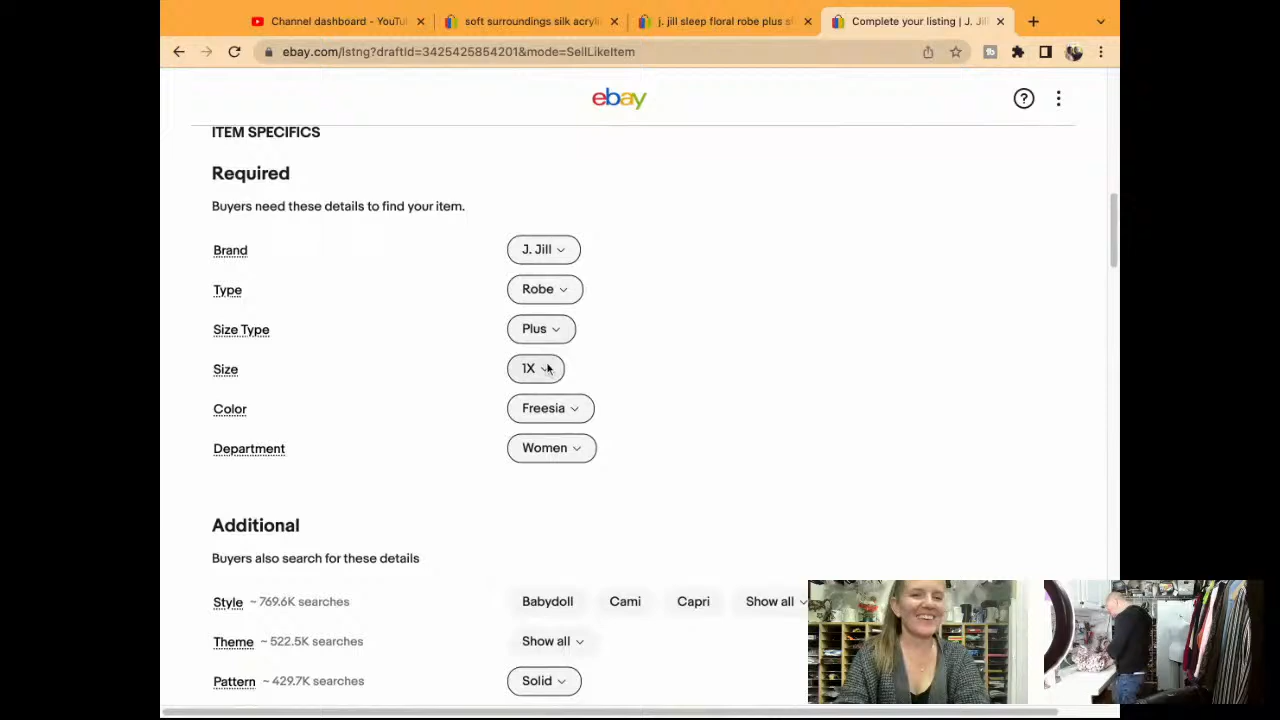 Channel dashboard - YouTu
soft surroundings silk acryli
j. jill sleep floral robe plus s
Complete your listing | J. Jil
ebay.com/lstng?draftId=3425425854201&mode=SellLikeItem
ebay
ITEM SPECIFICS
Required
Buyers need these details to find your item.
Brand J. Jill
Type Robe
Size Type Plus
Size 1X
Color Freesia
Department Women
Additional
Buyers also search for these details
Style ~ 769.6K searches Babydoll Cami Capri Show all
Theme ~ 522.5K searches Show all
Pattern ~ 429.7K searches Solid